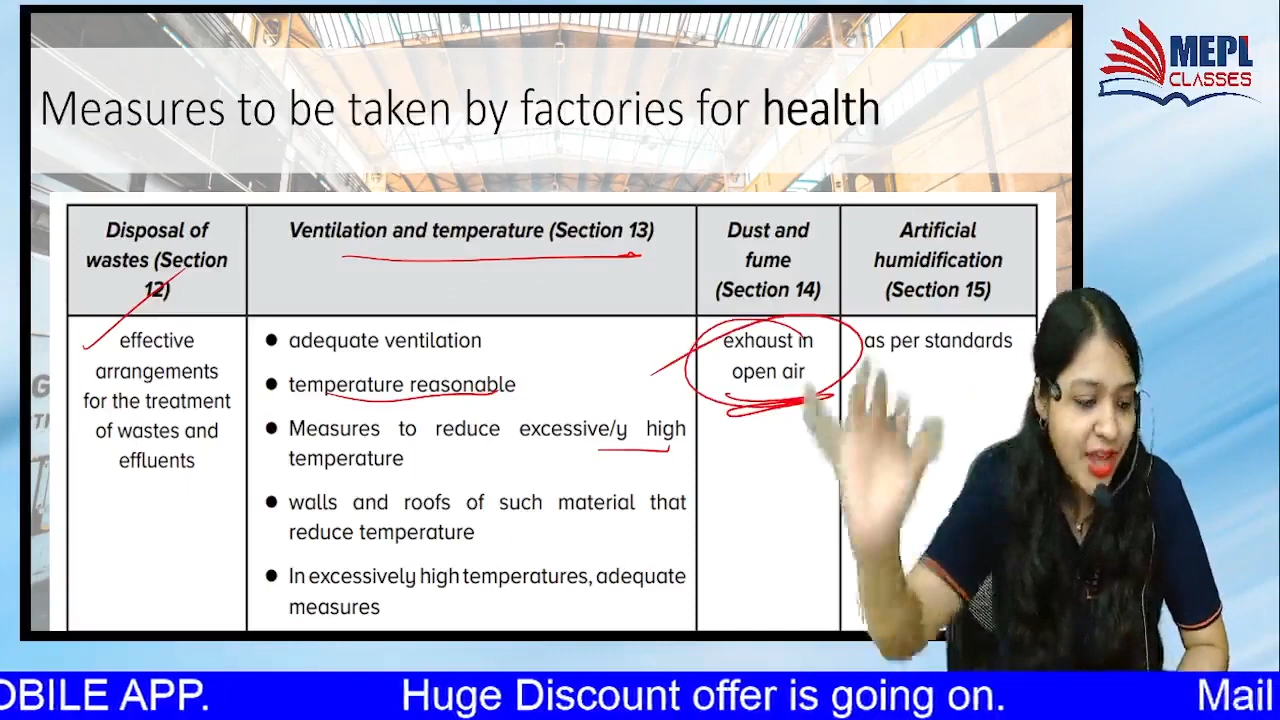 MEPL
CLASSES
Measures to be taken by factories for health
Disposal of
wastes (Section
12)
Ventilation and temperature (Section 13)
Dust and
fume
(Section 14)
Artificial
humidification
(Section 15)
effective
arrangements
for the treatment
of wastes and
effluents
● adequate ventilation
● temperature reasonable
● Measures to reduce excessive/y high
temperature
● walls and roofs of such material that
reduce temperature
● In excessively high temperatures, adequate
measures
exhaust in
open air
as per standards
OBILE APP. Huge Discount offer is going on. Mail